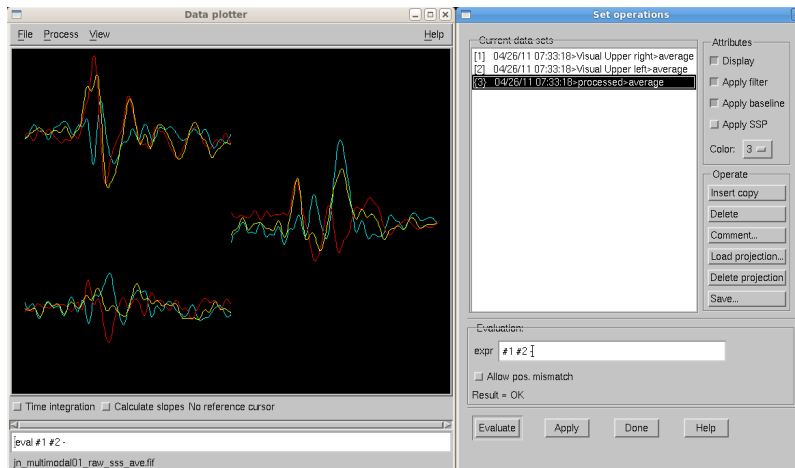 Data plotter
File Process View Help
Time integration Calculate slopes No reference cursor
eval #1 #2 -
jn_multimodal01_raw_sss_ave.fif
Set operations
Current data sets
[1] 04/26/11 07:33:18>Visual Upper right>average
[2] 04/26/11 07:33:18>Visual Upper left>average
{3} 04/26/11 07:33:18>processed>average
Attributes
Display
Apply filter
Apply baseline
Apply SSP
Color: 3
Operate
Insert copy
Delete
Comment...
Load projection...
Delete projection
Save...
Evaluation:
expr #1 #2 -
Allow pos. mismatch
Result = OK
Evaluate Apply Done Help